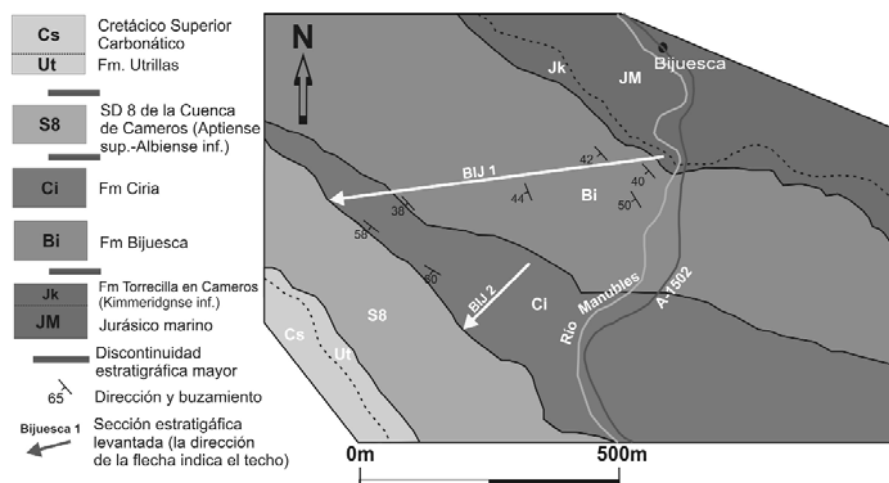 Cs
Cretácico Superior
Carbonático
Ut
Fm. Utrillas
S8
SD 8 de la Cuenca
de Cameros (Aptiense
sup.-Albiense inf.)
Ci
Fm Ciria
Bi
Fm Bijuesca
Jk
Fm Torrecilla en Cameros
(Kimmeridgnse inf.)
JM
Jurásico marino
Discontinuidad
estratigráfica mayor
65
Dirección y buzamiento
Bijuesca 1
Sección estratigáfica
levantada (la dirección
de la flecha indica el techo)
N
Jk
JM
Bijuesca
BIJ 1
42
40
44
Bi
50
38
58
60
BIJ 2
Ci
Río Manubles
A-1502
S8
Cs
Ut
0m
500m